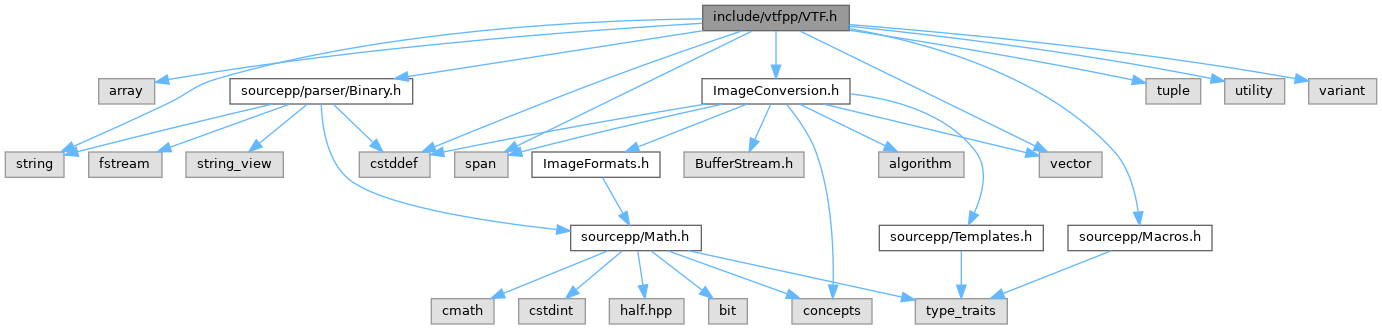 include/vtfpp/VTF.h
array
sourcepp/parser/Binary.h
ImageConversion.h
tuple
utility
variant
string
fstream
string_view
cstddef
span
ImageFormats.h
BufferStream.h
algorithm
vector
sourcepp/Math.h
sourcepp/Templates.h
sourcepp/Macros.h
cmath
cstdint
half.hpp
bit
concepts
type_traits